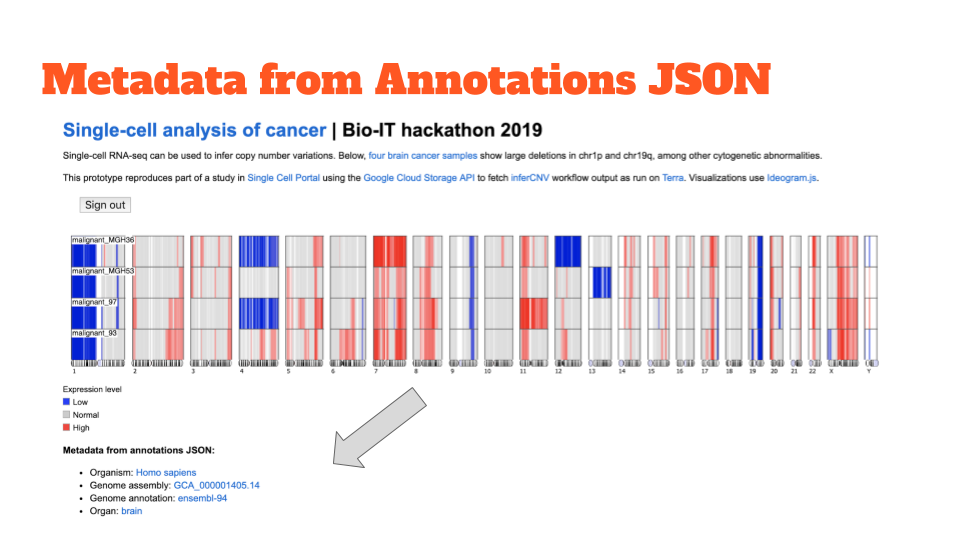 Metadata from Annotations JSON
Single-cell analysis of cancer | Bio-IT hackathon 2019
Single-cell RNA-seq can be used to infer copy number variations. Below, four brain cancer samples show large deletions in chr1p and chr19q, among other cytogenetic abnormalities.
This prototype reproduces part of a study in Single Cell Portal using the Google Cloud Storage API to fetch inferCNV workflow output as run on Terra. Visualizations use Ideogram.js.
Sign out
malignant_MGH36
malignant_MGH53
malignant_97
malignant_93
1 2 3 4 5 6 7 8 9 10 11 12 13 14 15 16 17 18 19 20 21 22 X Y
Expression level
Low
Normal
High
Metadata from annotations JSON:
• Organism: Homo sapiens
• Genome assembly: GCA_000001405.14
• Genome annotation: ensembl-94
• Organ: brain